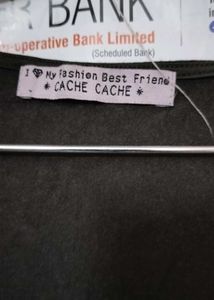 R BANK
-operative Bank Limited
(Scheduled Bank)
I ♥ My Fashion Best Friend
* CACHE CACHE *